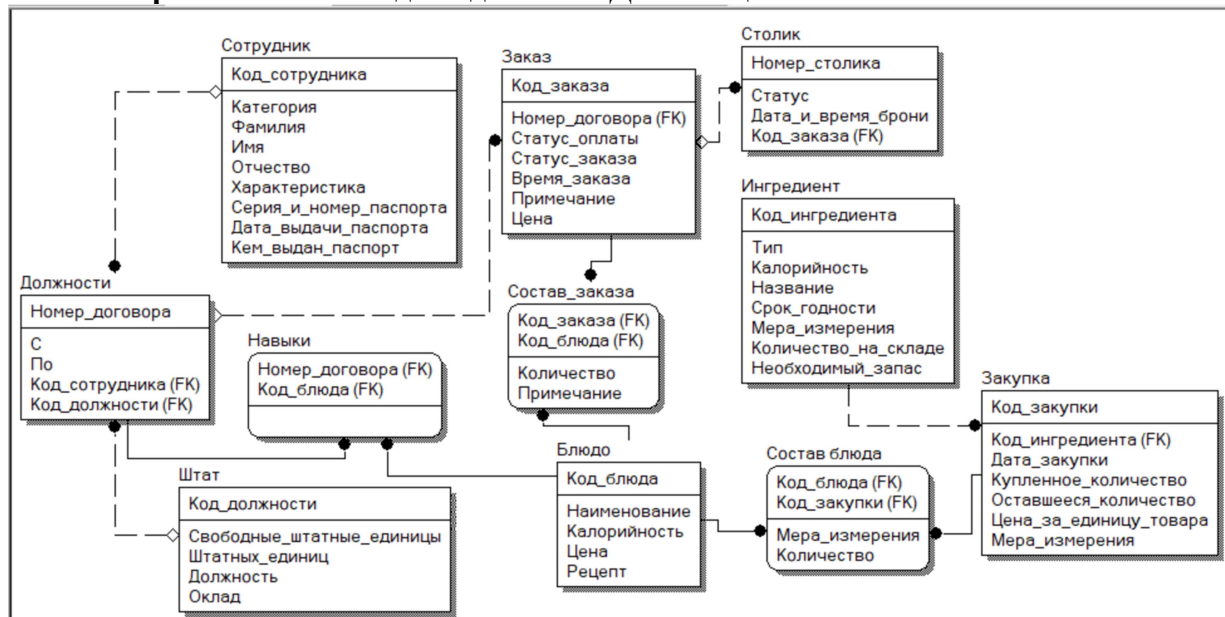 Сотрудник
Код_сотрудника
Категория
Фамилия
Имя
Отчество
Характеристика
Серия_и_номер_паспорта
Дата_выдачи_паспорта
Кем_выдан_паспорт
Заказ
Код_заказа
Номер_договора (FK)
Статус_оплаты
Статус_заказа
Время_заказа
Примечание
Цена
Столик
Номер_столика
Статус
Дата_и_время_брони
Код_заказа (FK)
Ингредиент
Код_ингредиента
Тип
Калорийность
Название
Срок_годности
Мера_измерения
Количество_на_складе
Необходимый_запас
Должности
Номер_договора
С
По
Код_сотрудника (FK)
Код_должности (FK)
Навыки
Номер_договора (FK)
Код_блюда (FK)
Состав_заказа
Код_заказа (FK)
Код_блюда (FK)
Количество
Примечание
Закупка
Код_закупки
Код_ингредиента (FK)
Дата_закупки
Купленное_количество
Оставшееся_количество
Цена_за_единицу_товара
Мера_измерения
Штат
Код_должности
Свободные_штатные_единицы
Штатных_единиц
Должность
Оклад
Блюдо
Код_блюда
Наименование
Калорийность
Цена
Рецепт
Состав блюда
Код_блюда (FK)
Код_закупки (FK)
Мера_измерения
Количество